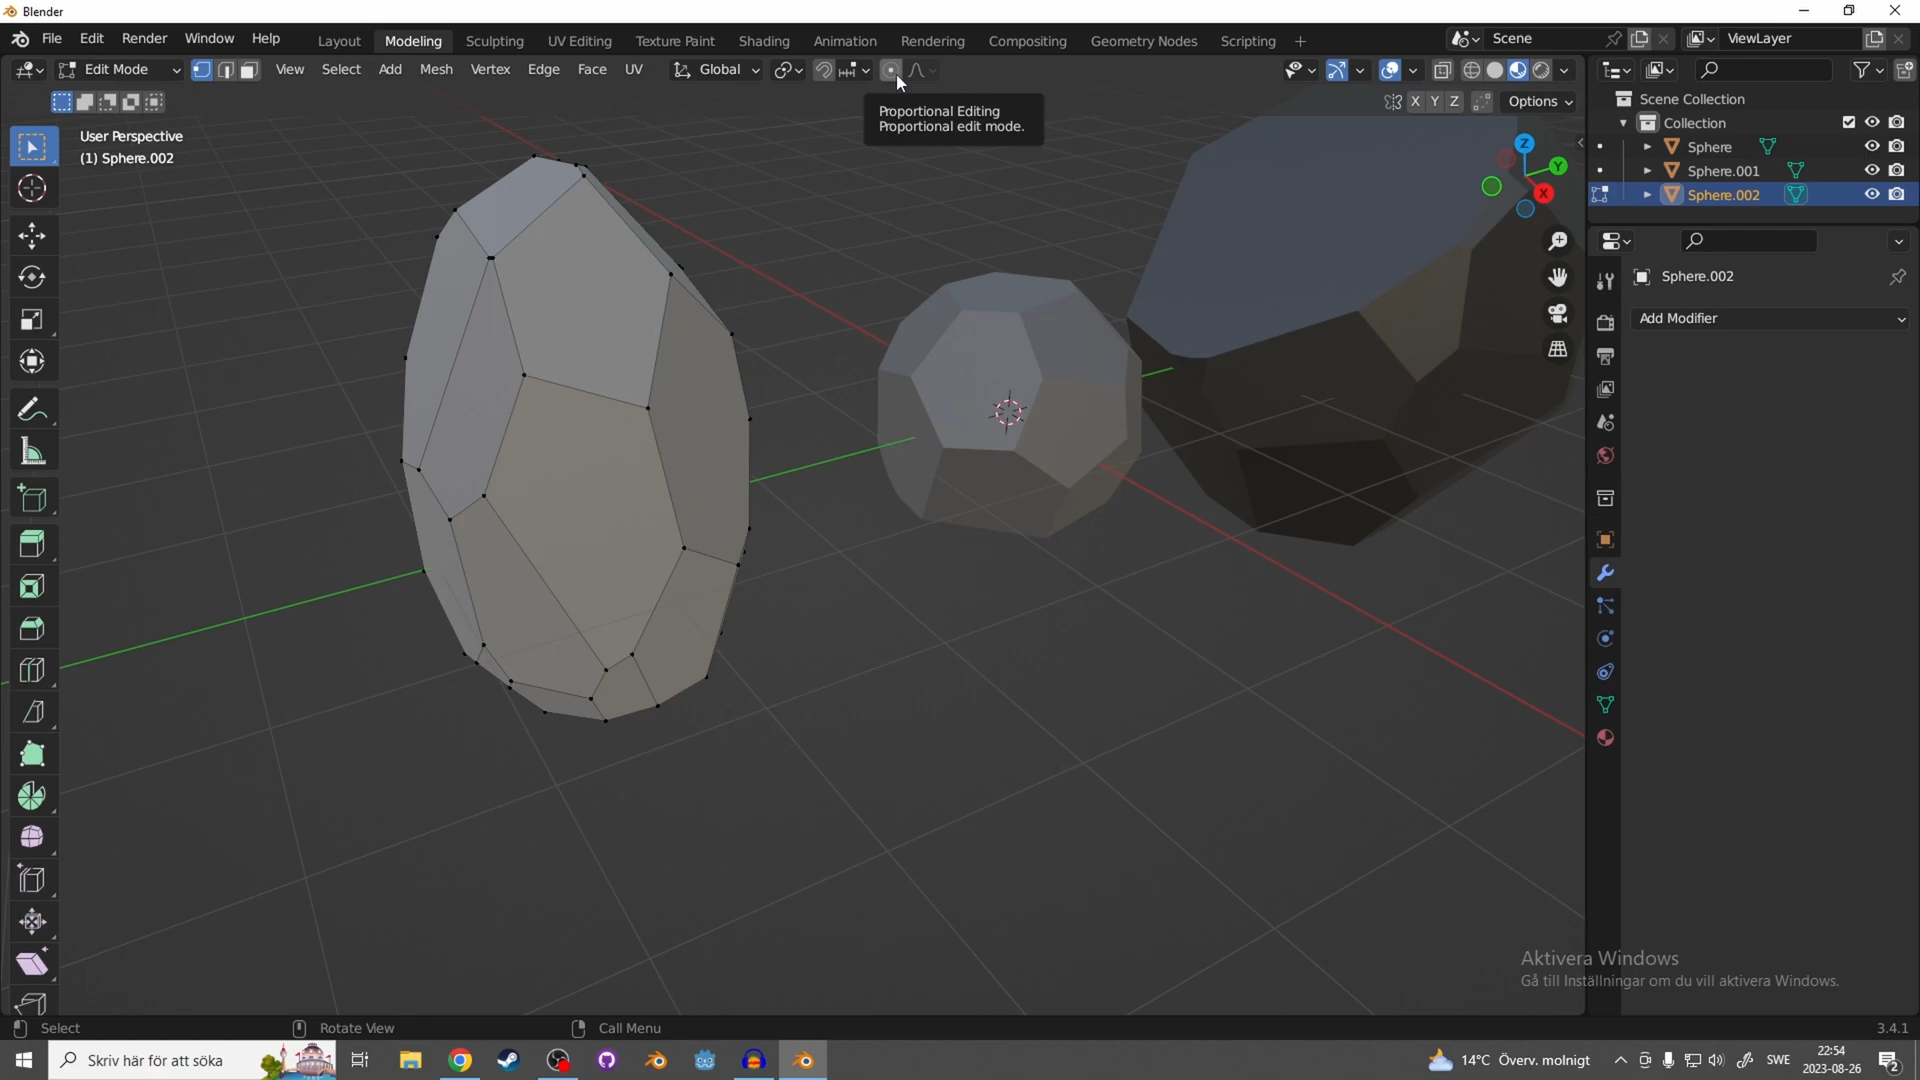 Blender
File Edit Render Window Help Layout Modeling Sculpting UV Editing Texture Paint Shading Animation Rendering Compositing Geometry Nodes Scripting + Scene ViewLayer
Edit Mode View Select Add Mesh Vertex Edge Face UV Global
X Y Z Options
Proportional Editing
Proportional edit mode.
User Perspective
(1) Sphere.002
Z
Y
X
Scene Collection
Collection
Sphere
Sphere.001
Sphere.002
Sphere.002
Add Modifier
Aktivera Windows
Gå till Inställningar om du vill aktivera Windows.
Select Rotate View Call Menu 3.4.1
Skriv här för att söka
14°C Överv. molnigt
SWE
22:54
2023-08-26
2